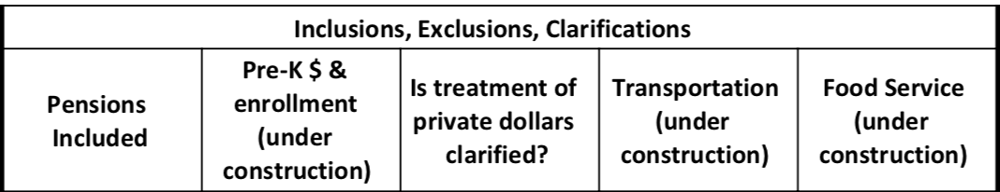 Inclusions, Exclusions, Clarifications
Pensions
Included
Pre-K $ &
enrollment
(under
construction)
Is treatment of
private dollars
clarified?
Transportation
(under
construction)
Food Service
(under
construction)